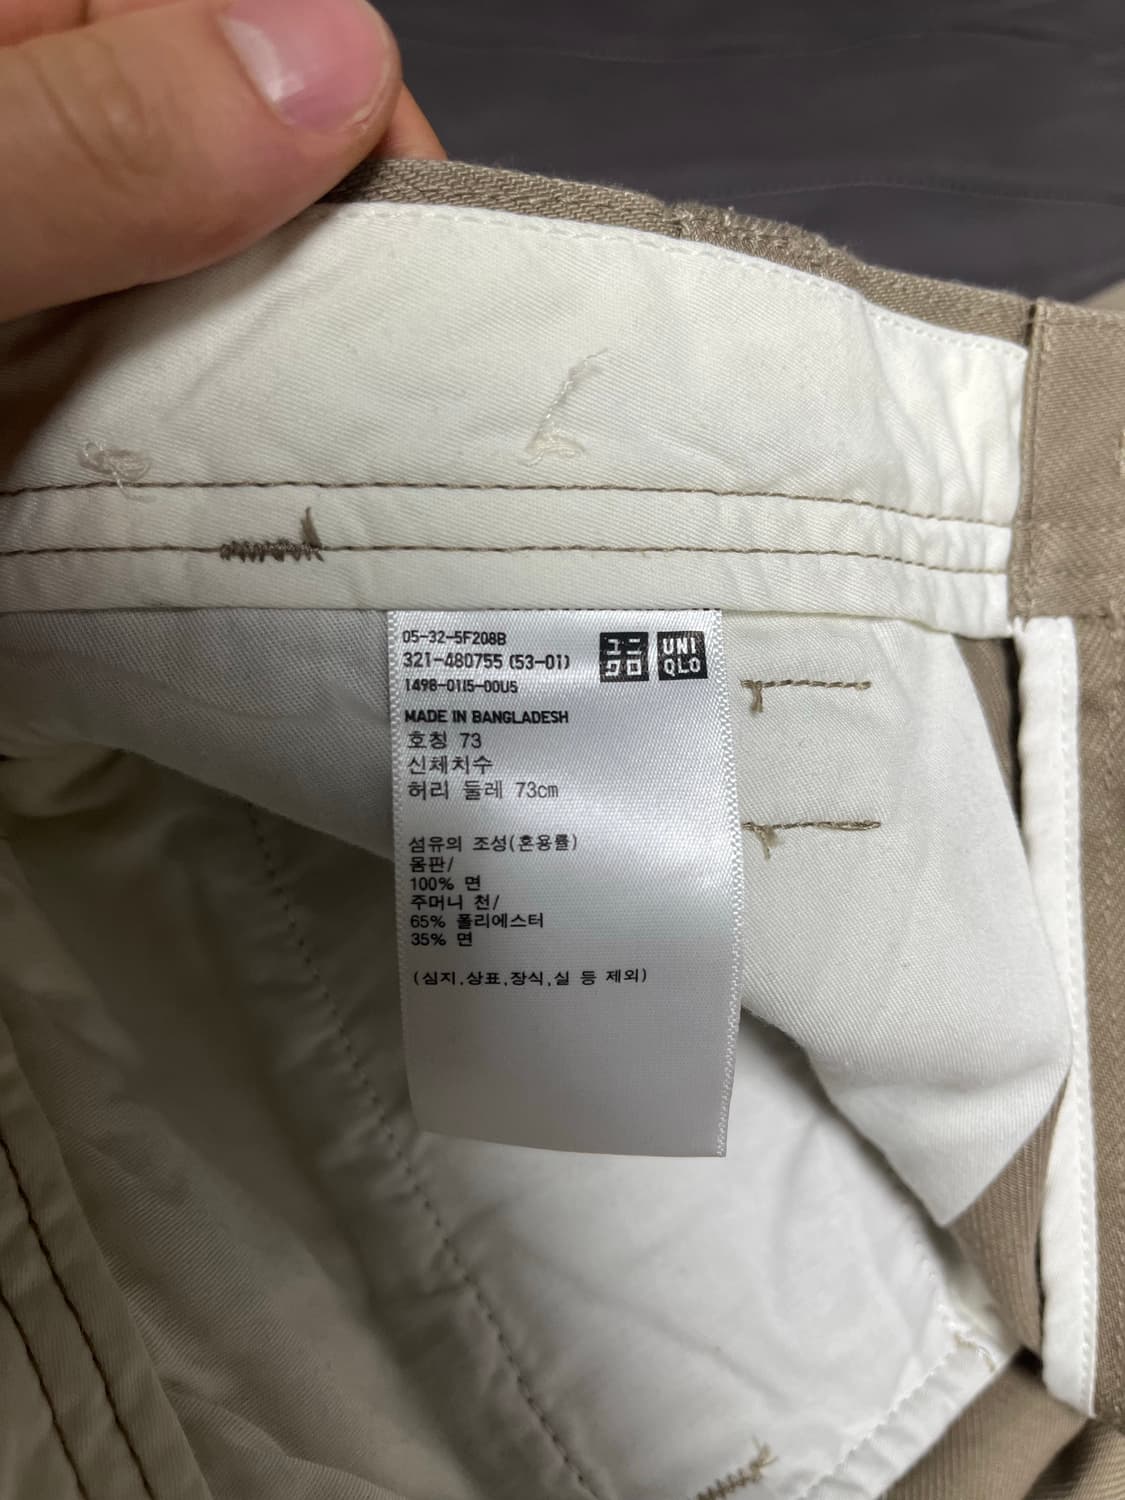 05-32-5F208B
321-480755 (53-01)
1498-0115-00U5
ユニ
クロ
UNI
QLO
MADE IN BANGLADESH
호칭 73
신체치수
허리 둘레 73cm
섬유의 조성(혼용률)
몸판/
100% 면
주머니 천/
65% 폴리에스터
35% 면
(심지,상표,장식,실 등 제외)